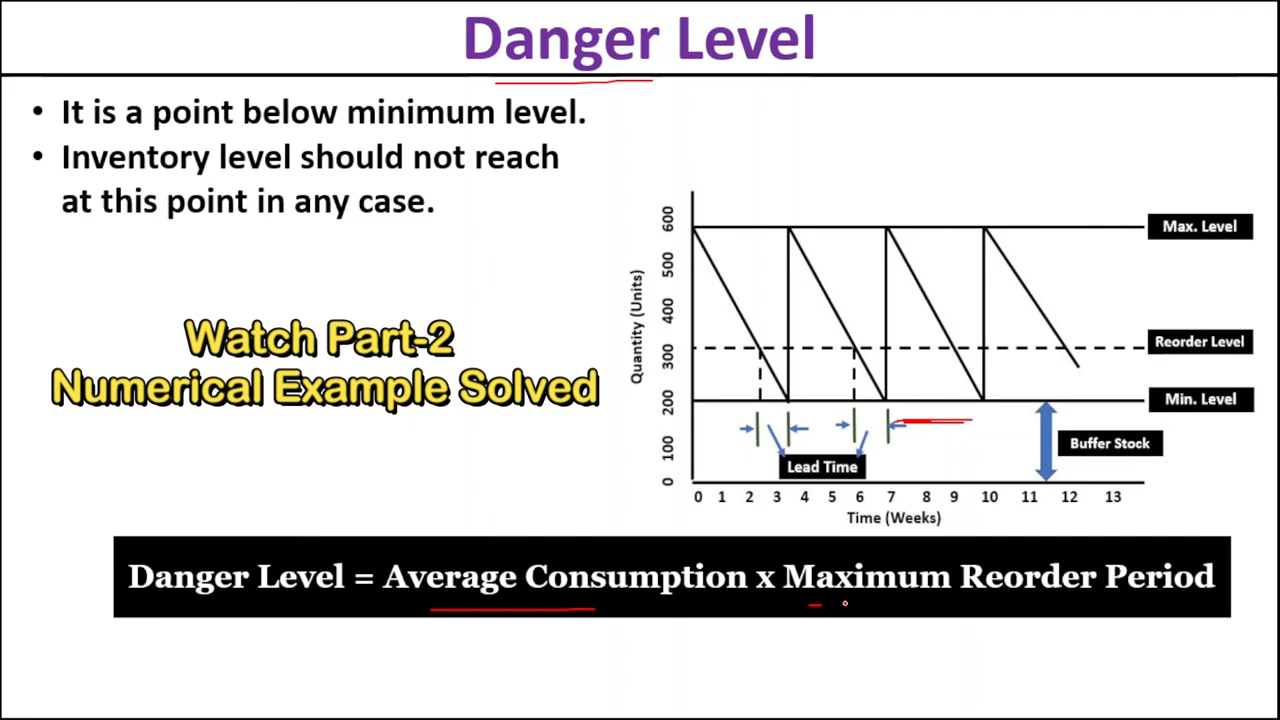 Danger Level
• It is a point below minimum level.
• Inventory level should not reach
at this point in any case.
Watch Part-2
Numerical Example Solved
Quantity (Units)
600
500
400
300
200
100
0
Max. Level
Reorder Level
Min. Level
Buffer Stock
Lead Time
0 1 2 3 4 5 6 7 8 9 10 11 12 13
Time (Weeks)
Danger Level = Average Consumption x Maximum Reorder Period